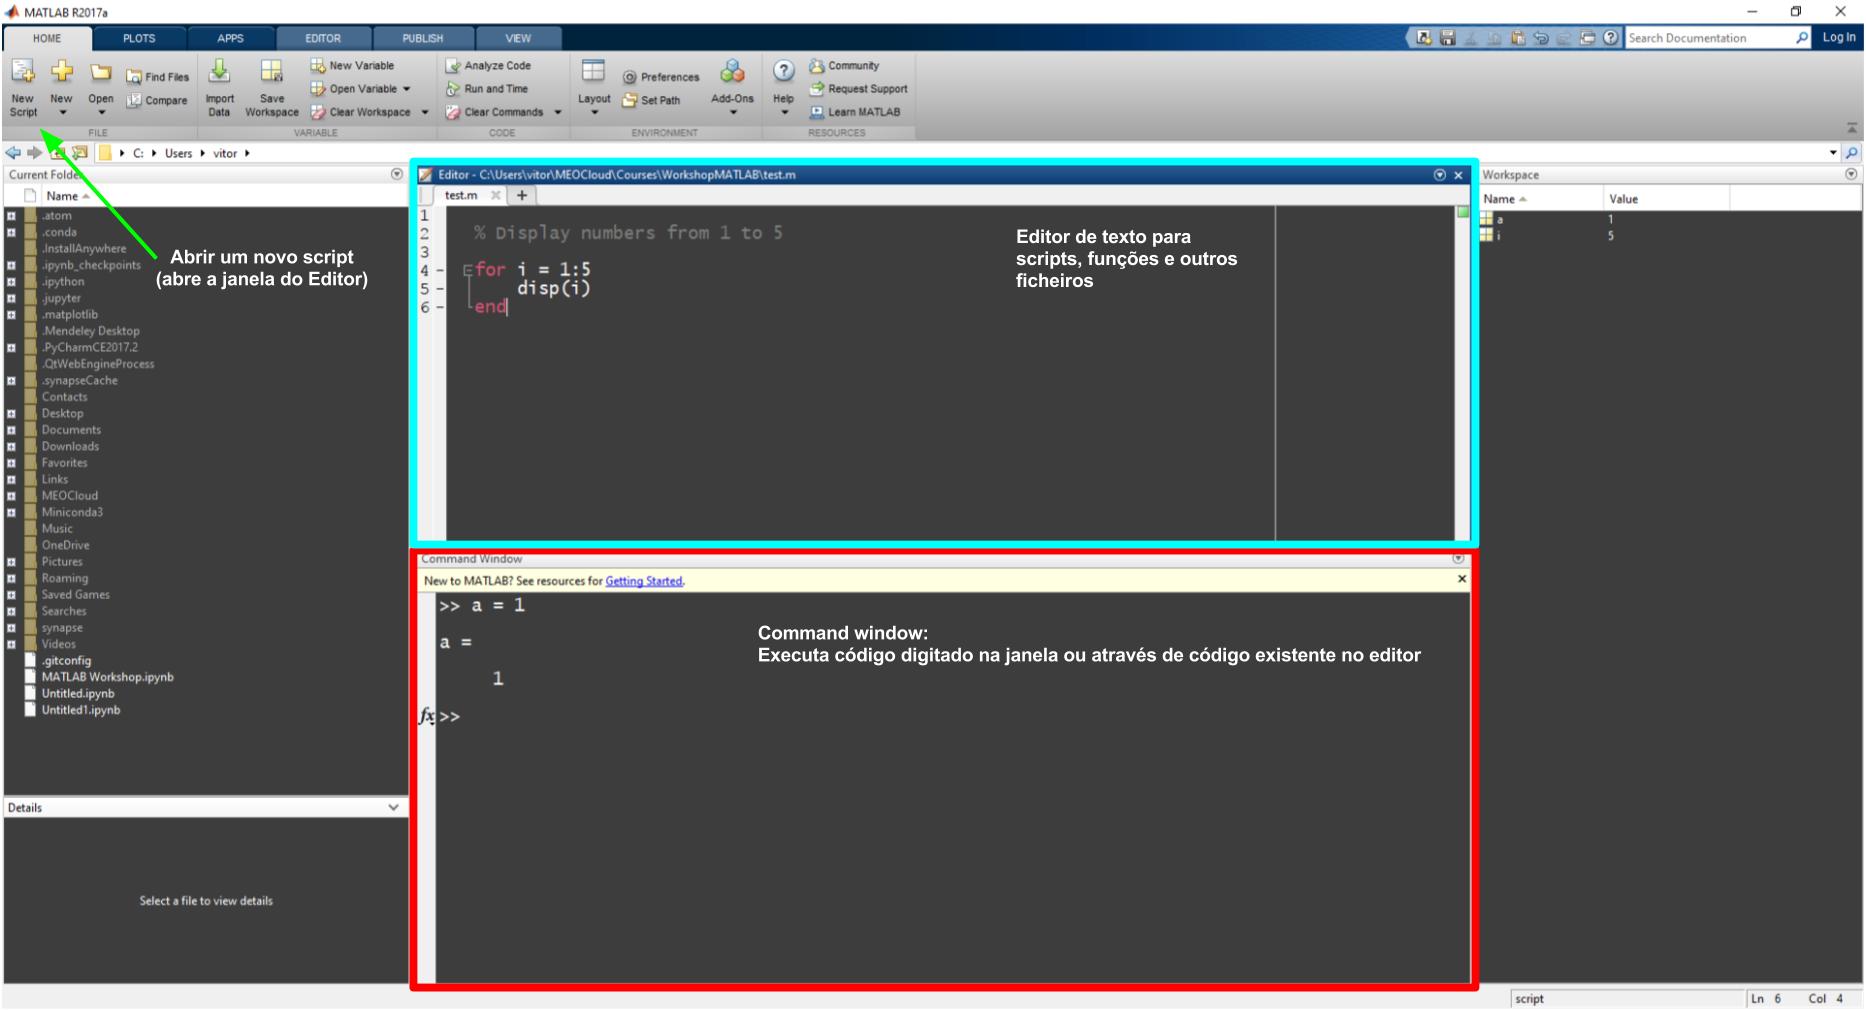 MATLAB R2017a
HOME PLOTS APPS EDITOR PUBLISH VIEW Search Documentation Log In
New Script
New
Open
Find Files
Compare
Import Data
Save Workspace
New Variable
Open Variable
Clear Workspace
Analyze Code
Run and Time
Clear Commands
Layout
Preferences
Set Path
Add-Ons
Help
Community
Request Support
Learn MATLAB
FILE VARIABLE CODE ENVIRONMENT RESOURCES
C: Users vitor
Current Folder
Name
.atom
.conda
.InstallAnywhere
.ipynb_checkpoints
.ipython
.jupyter
.matplotlib
.Mendeley Desktop
.PyCharmCE2017.2
.QtWebEngineProcess
.synapseCache
Contacts
Desktop
Documents
Downloads
Favorites
Links
MEOCloud
Miniconda3
Music
OneDrive
Pictures
Roaming
Saved Games
Searches
synapse
Videos
.gitconfig
MATLAB Workshop.ipynb
Untitled.ipynb
Untitled1.ipynb
Abrir um novo script
(abre a janela do Editor)
Details
Select a file to view details
Editor - C:\Users\vitor\MEOCloud\Courses\WorkshopMATLAB\test.m
test.m
1
2 % Display numbers from 1 to 5
3
4 - for i = 1:5
5 - disp(i)
6 - end
Editor de texto para
scripts, funções e outros
ficheiros
Command Window
New to MATLAB? See resources for Getting Started.
>> a = 1
a =
1
fx >>
Command window:
Executa código digitado na janela ou através de código existente no editor
Workspace
Name Value
a 1
i 5
script Ln 6 Col 4